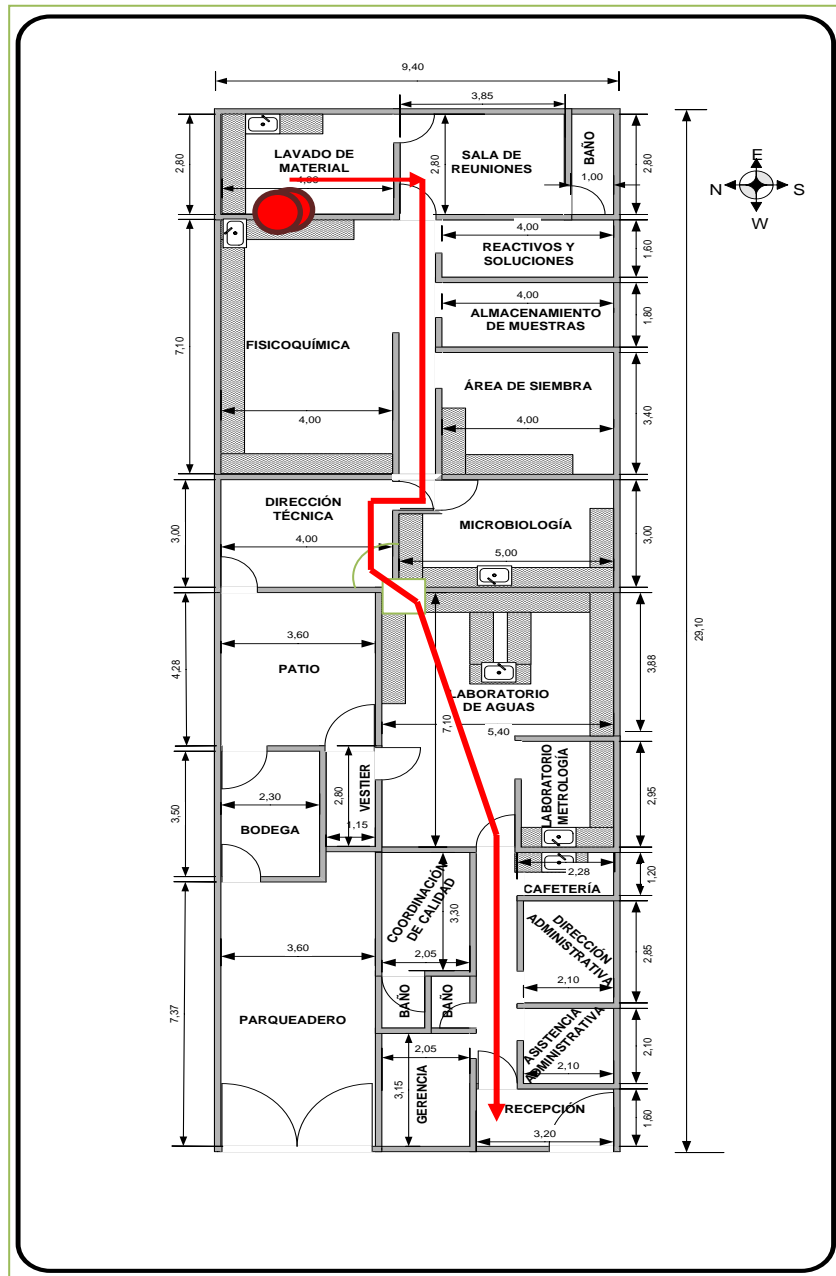 9,40
3,85
2,80
LAVADO DE
MATERIAL
4,00
2,80
SALA DE
REUNIONES
BAÑO
1,00
2,80
E
N
S
W
4,00
REACTIVOS Y
SOLUCIONES
1,60
4,00
ALMACENAMIENTO
DE MUESTRAS
1,80
7,10
FISICOQUÍMICA
4,00
ÁREA DE SIEMBRA
4,00
3,40
3,00
DIRECCIÓN
TÉCNICA
4,00
MICROBIOLOGÍA
5,00
3,00
29,10
4,28
3,60
PATIO
7,10
LABORATORIO
DE AGUAS
5,40
3,88
3,50
2,30
BODEGA
2,80
VESTIER
1,15
LABORATORIO
METROLOGÍA
2,95
2,28
CAFETERÍA
1,20
COORDINACIÓN
DE CALIDAD
3,30
2,05
DIRECCIÓN
ADMINISTRATIVA
2,10
2,85
7,37
3,60
PARQUEADERO
BAÑO
BAÑO
ASISTENCIA
ADMINISTRATIVA
2,10
2,10
2,05
3,15
GERENCIA
RECEPCIÓN
3,20
1,60